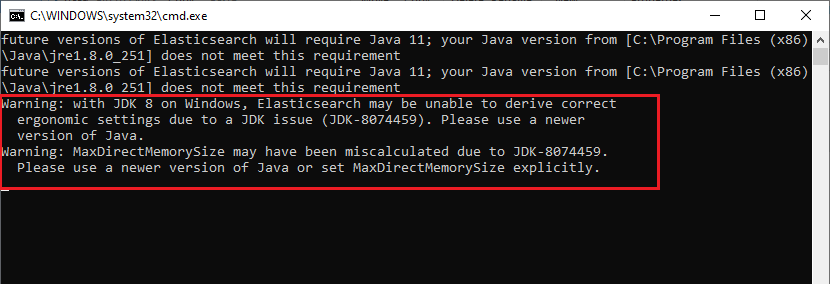 C:\WINDOWS\system32\cmd.exe
future versions of Elasticsearch will require Java 11; your Java version from [C:\Program Files (x86)
\Java\jre1.8.0_251] does not meet this requirement
future versions of Elasticsearch will require Java 11; your Java version from [C:\Program Files (x86)
\Java\jre1.8.0_251] does not meet this requirement
Warning: with JDK 8 on Windows, Elasticsearch may be unable to derive correct
ergonomic settings due to a JDK issue (JDK-8074459). Please use a newer
version of Java.
Warning: MaxDirectMemorySize may have been miscalculated due to JDK-8074459.
Please use a newer version of Java or set MaxDirectMemorySize explicitly.